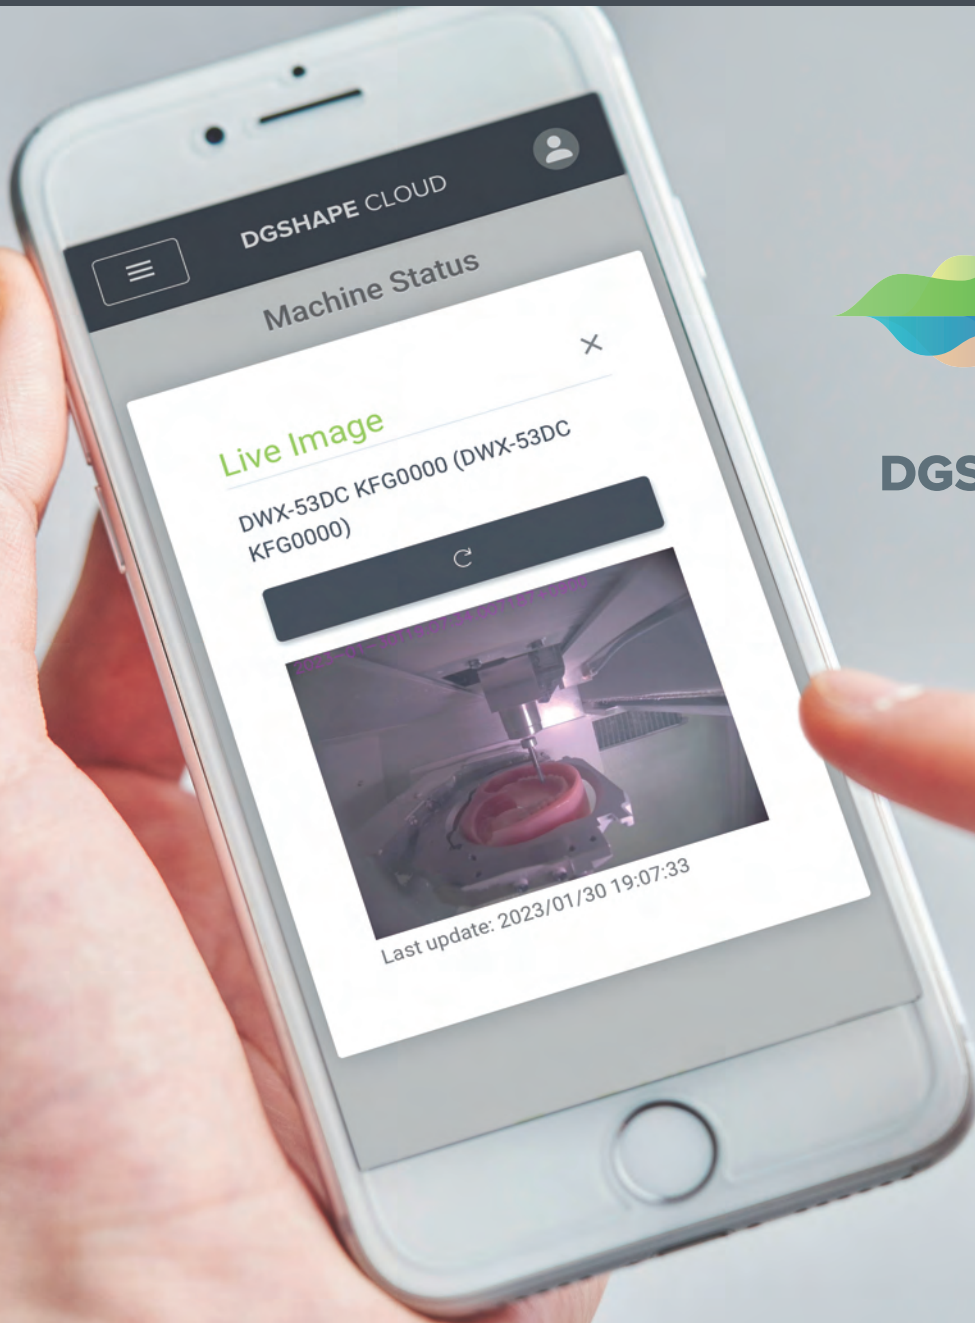 DGSHAPE CLOUD
Machine Status
Live Image
DWX-53DC KFG0000 (DWX-53DC
KFG0000)
Last update: 2023/01/30 19:07:33
DGS